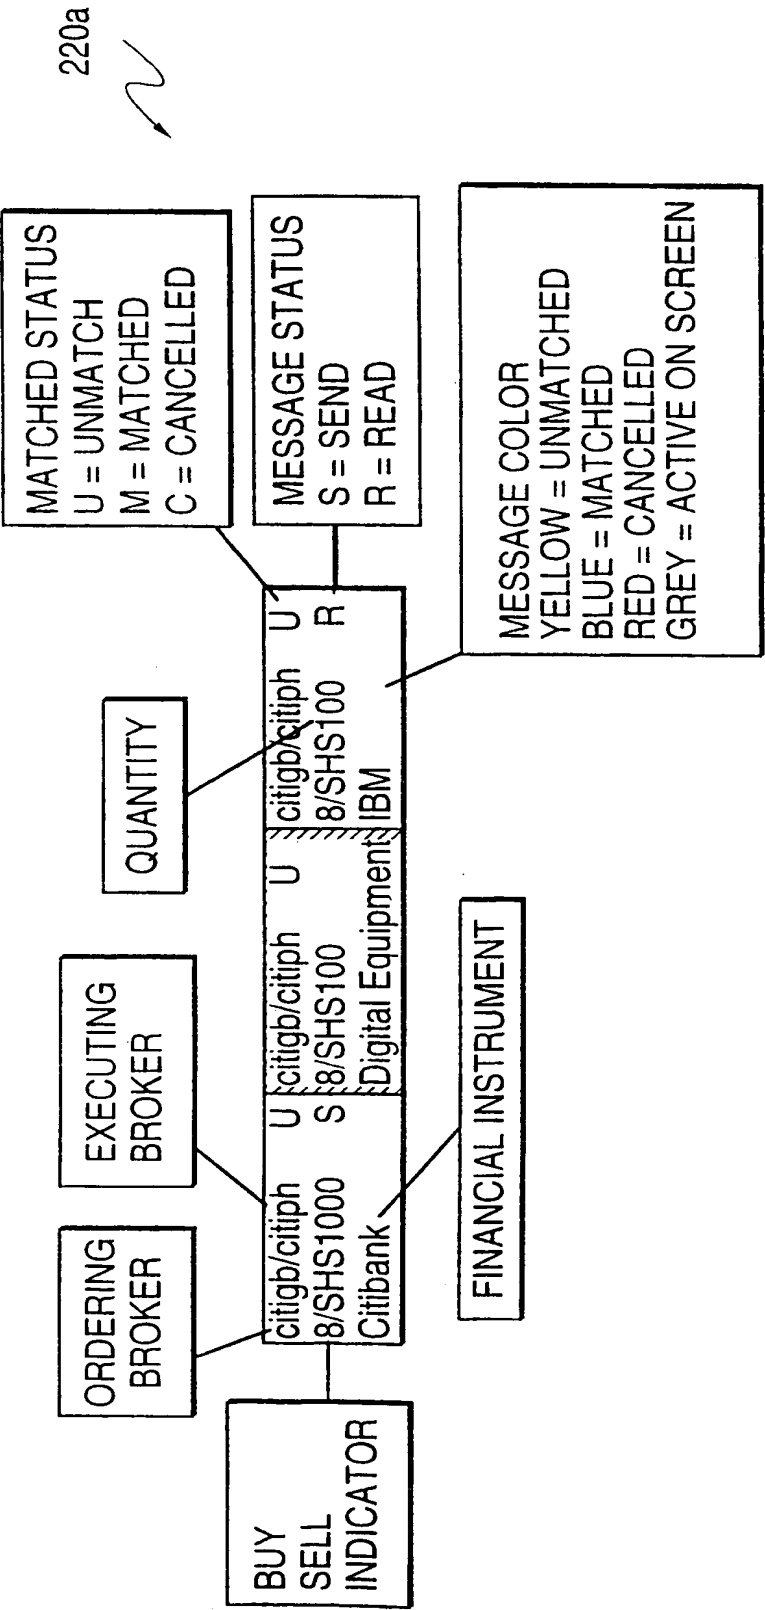 220a
BUY
SELL
INDICATOR
ORDERING
BROKER
EXECUTING
BROKER
QUANTITY
MATCHED STATUS
U = UNMATCH
M = MATCHED
C = CANCELLED
MESSAGE STATUS
S = SEND
R = READ
citigb/citiph U
8/SHS1000 S
Citibank
citigb/citiph U
8/SHS100
Digital Equipment
citigb/citiph U
8/SHS100 R
IBM
FINANCIAL INSTRUMENT
MESSAGE COLOR
YELLOW = UNMATCHED
BLUE = MATCHED
RED = CANCELLED
GREY = ACTIVE ON SCREEN